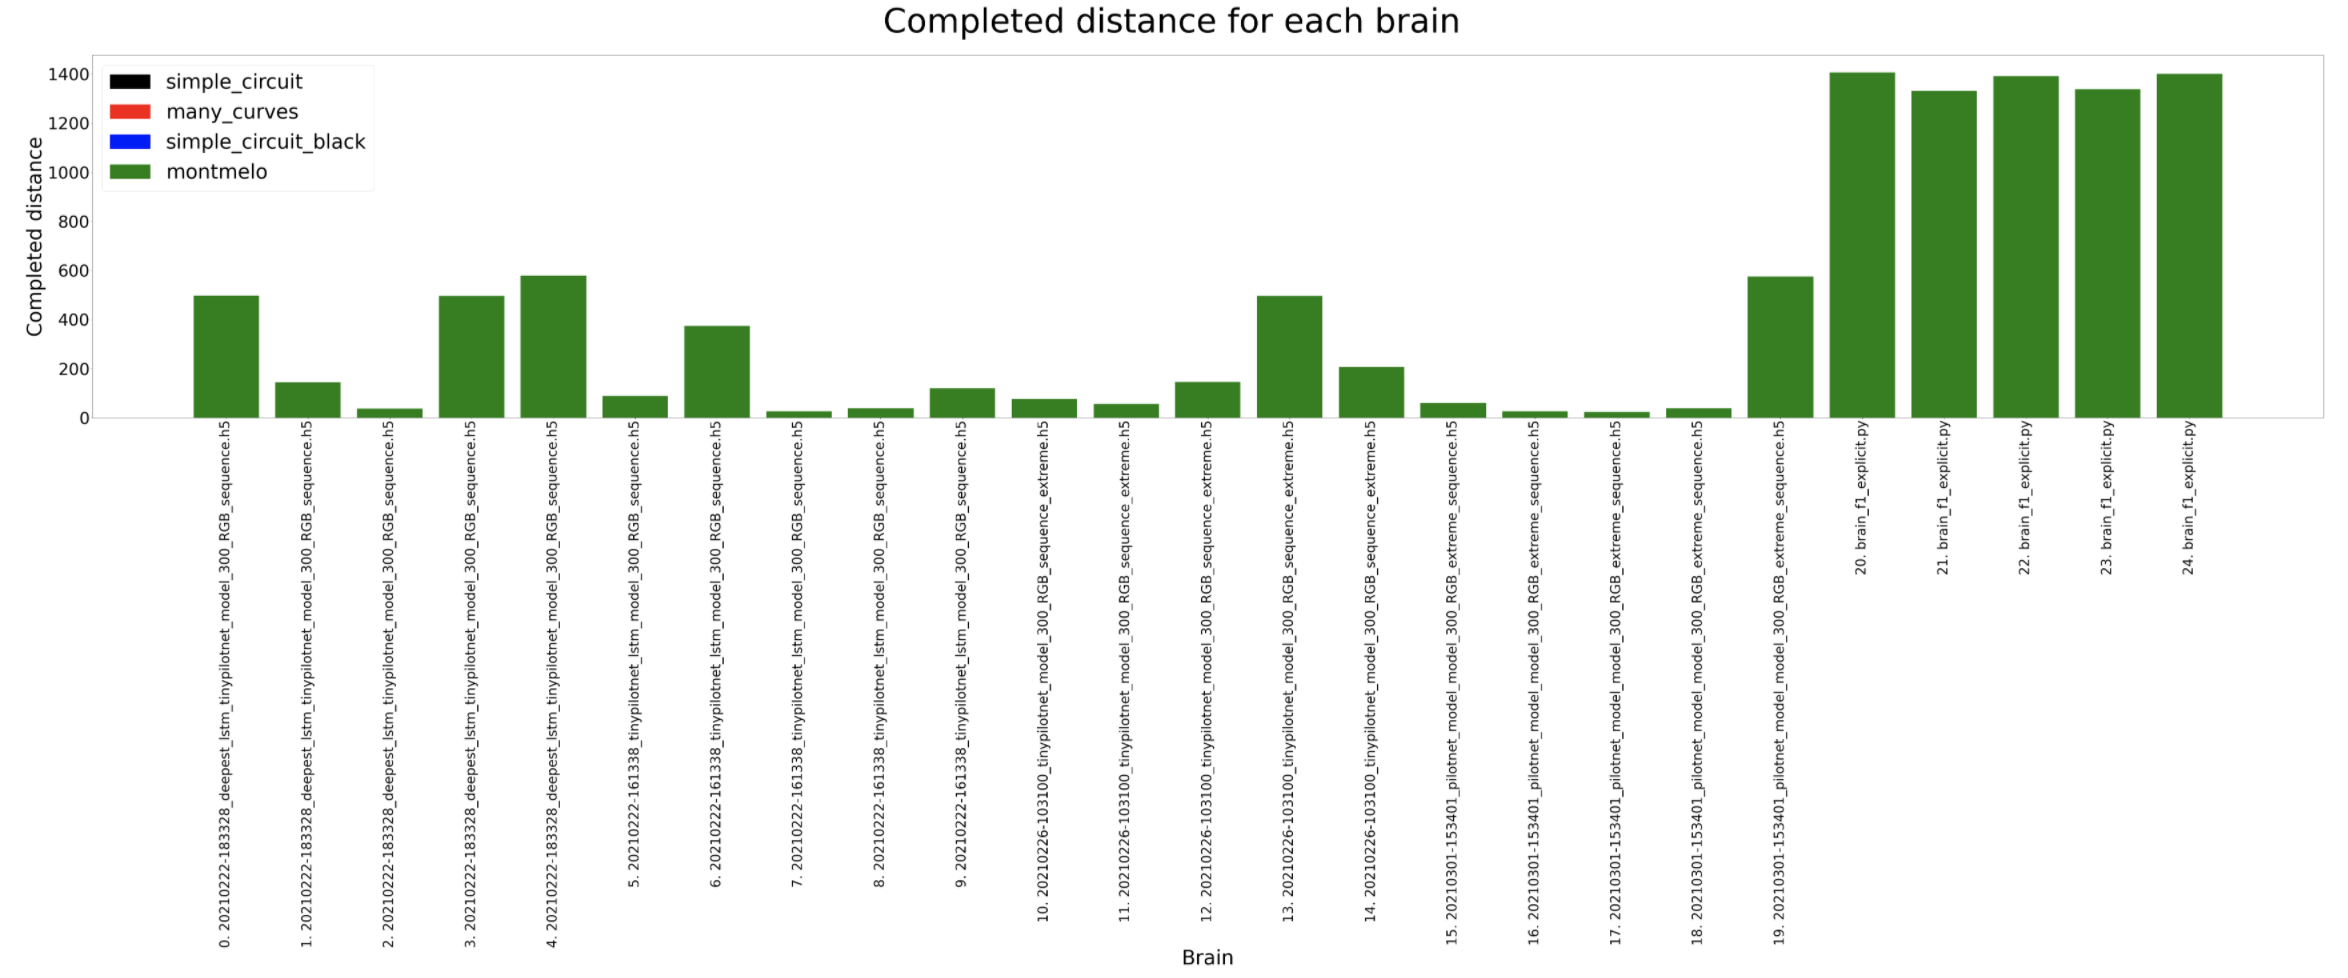 Completed distance for each brain
Completed distance
1400
1200
1000
800
600
400
200
0
simple_circuit
many_curves
simple_circuit_black
montmelo
0. 20210222-183328_deepest_lstm_tinypilotnet_model_300_RGB_sequence.h5
1. 20210222-183328_deepest_lstm_tinypilotnet_model_300_RGB_sequence.h5
2. 20210222-183328_deepest_lstm_tinypilotnet_model_300_RGB_sequence.h5
3. 20210222-183328_deepest_lstm_tinypilotnet_model_300_RGB_sequence.h5
4. 20210222-183328_deepest_lstm_tinypilotnet_model_300_RGB_sequence.h5
5. 20210222-161338_tinypilotnet_lstm_model_300_RGB_sequence.h5
6. 20210222-161338_tinypilotnet_lstm_model_300_RGB_sequence.h5
7. 20210222-161338_tinypilotnet_lstm_model_300_RGB_sequence.h5
8. 20210222-161338_tinypilotnet_lstm_model_300_RGB_sequence.h5
9. 20210222-161338_tinypilotnet_lstm_model_300_RGB_sequence.h5
10. 20210226-103100_tinypilotnet_model_300_RGB_sequence_extreme.h5
11. 20210226-103100_tinypilotnet_model_300_RGB_sequence_extreme.h5
12. 20210226-103100_tinypilotnet_model_300_RGB_sequence_extreme.h5
13. 20210226-103100_tinypilotnet_model_300_RGB_sequence_extreme.h5
14. 20210226-103100_tinypilotnet_model_300_RGB_sequence_extreme.h5
15. 20210301-153401_pilotnet_model_model_300_RGB_extreme_sequence.h5
16. 20210301-153401_pilotnet_model_model_300_RGB_extreme_sequence.h5
17. 20210301-153401_pilotnet_model_model_300_RGB_extreme_sequence.h5
18. 20210301-153401_pilotnet_model_model_300_RGB_extreme_sequence.h5
19. 20210301-153401_pilotnet_model_model_300_RGB_extreme_sequence.h5
20. brain_f1_explicit.py
21. brain_f1_explicit.py
22. brain_f1_explicit.py
23. brain_f1_explicit.py
24. brain_f1_explicit.py
Brain